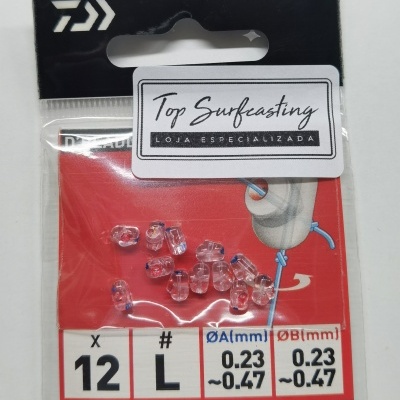 Top Surfcasting
LOJA ESPECIALIZADA
x # ØA(mm) ØB(mm)
12 L 0.23 0.23
~0.47 ~0.47